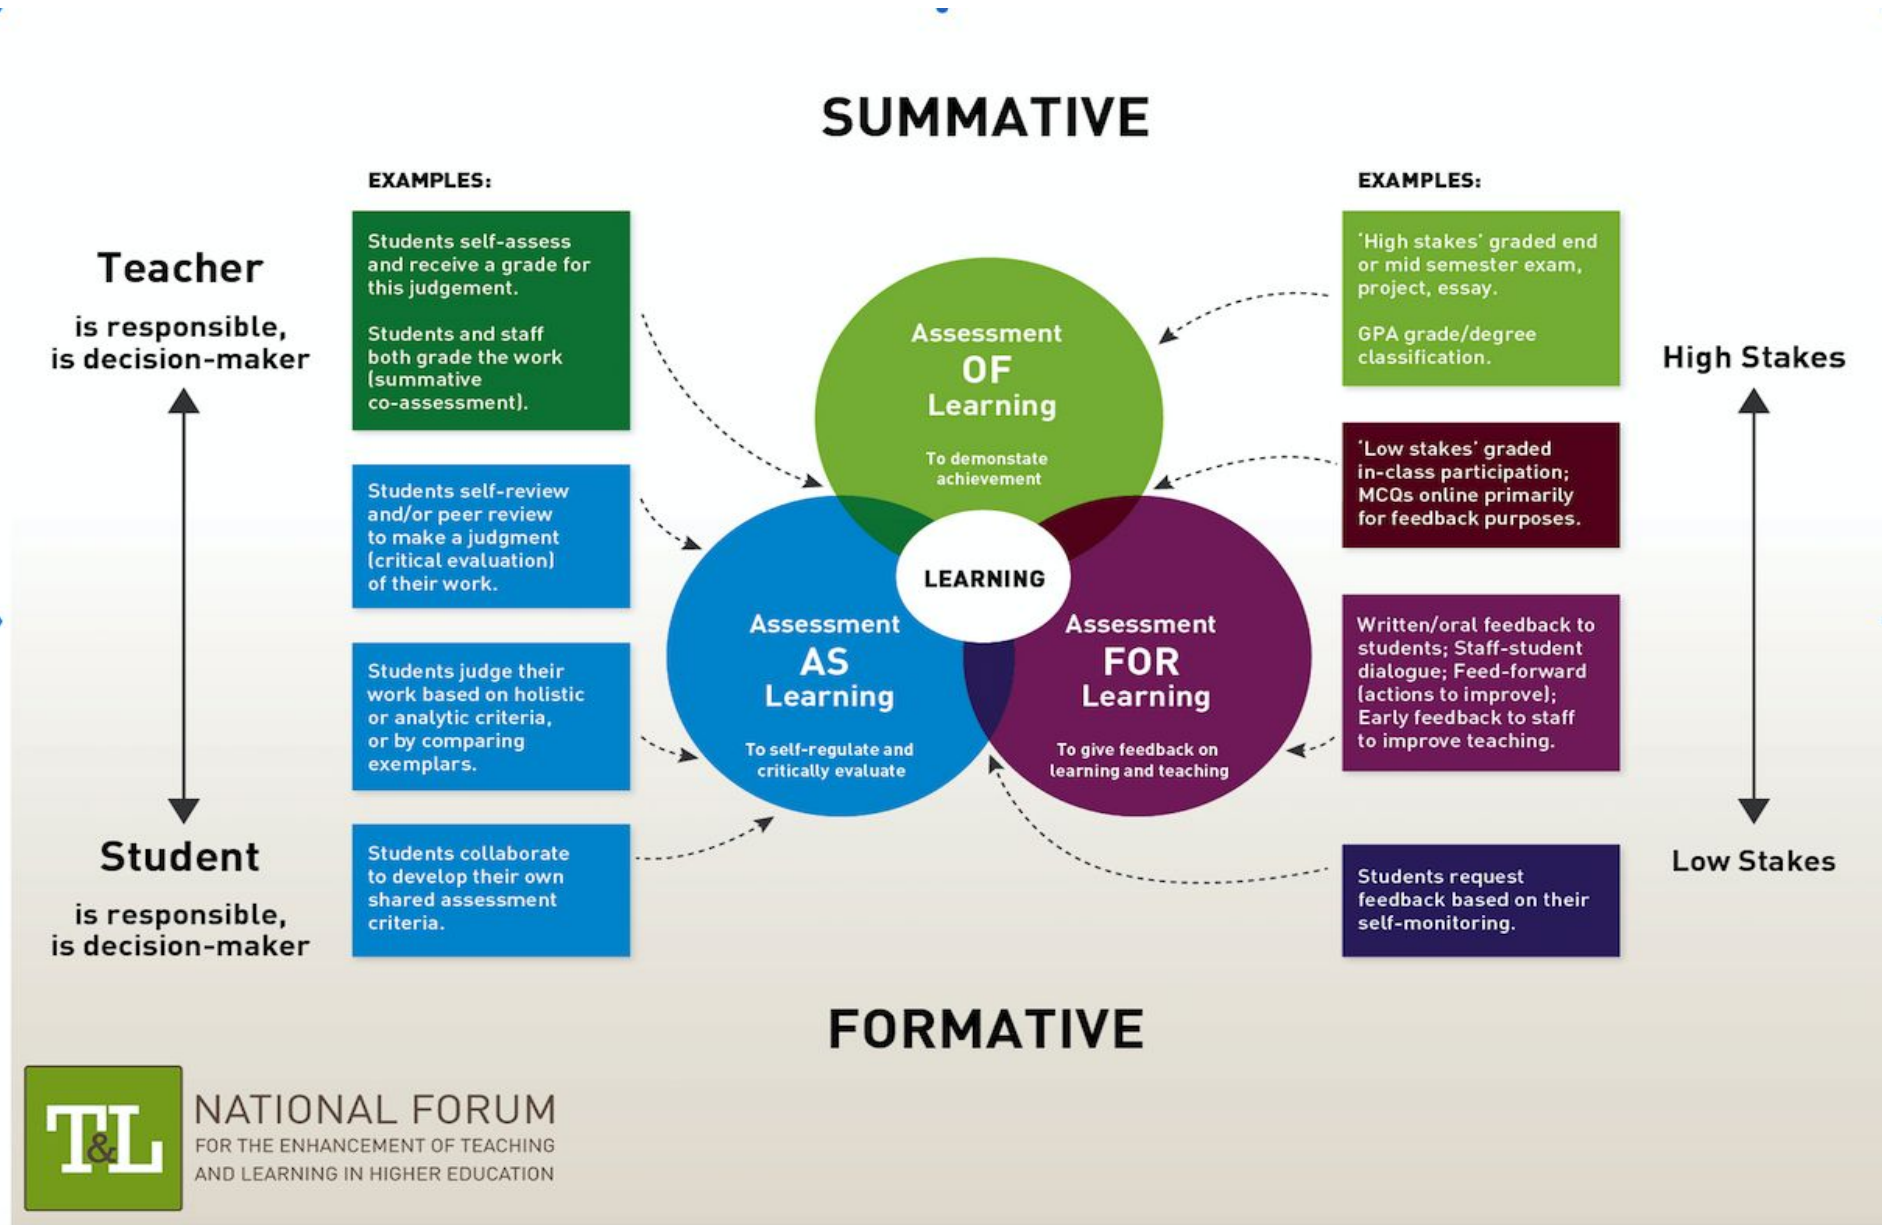 SUMMATIVE
EXAMPLES:
Students self-assess
and receive a grade for
this judgement.
Students and staff
both grade the work
(summative
co-assessment).
Students self-review
and/or peer review
to make a judgment
(critical evaluation)
of their work.
Students judge their
work based on holistic
or analytic criteria,
or by comparing
exemplars.
Students collaborate
to develop their own
shared assessment
criteria.
Teacher
is responsible,
is decision-maker
Student
is responsible,
is decision-maker
Assessment
OF
Learning
To demonstate
achievement
LEARNING
Assessment
AS
Learning
To self-regulate and
critically evaluate
Assessment
FOR
Learning
To give feedback on
learning and teaching
EXAMPLES:
'High stakes' graded end
or mid semester exam,
project, essay.
GPA grade/degree
classification.
'Low stakes' graded
in-class participation;
MCQs online primarily
for feedback purposes.
Written/oral feedback to
students; Staff-student
dialogue; Feed-forward
(actions to improve);
Early feedback to staff
to improve teaching.
Students request
feedback based on their
self-monitoring.
High Stakes
Low Stakes
FORMATIVE
T&L
NATIONAL FORUM
FOR THE ENHANCEMENT OF TEACHING
AND LEARNING IN HIGHER EDUCATION